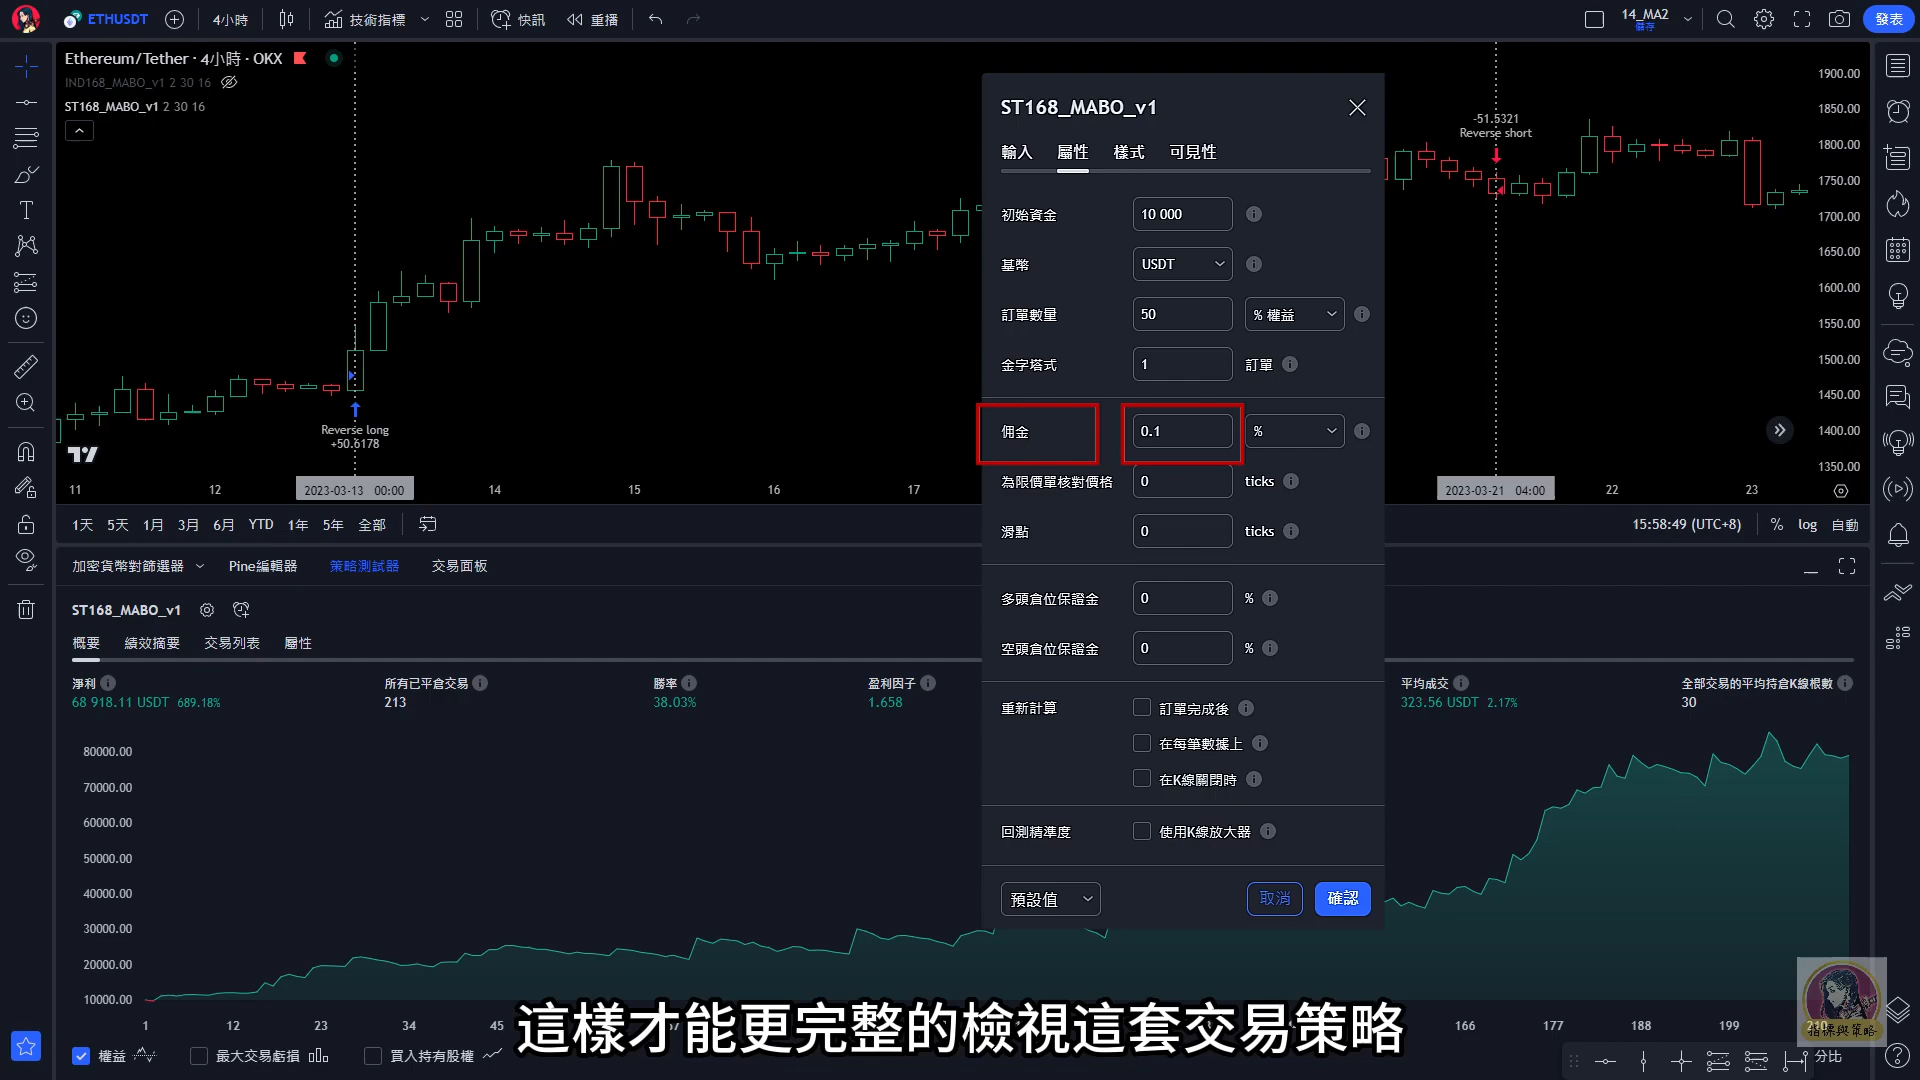 ETHUSDT
4小時
技術指標
快訊
重播
14_MA2
儲存
發表
Ethereum/Tether · 4小時 · OKX
IND168_MABO_v1 2 30 16
ST168_MABO_v1 2 30 16
Reverse long
+50.6178
-51.5321
Reverse short
1900.00
1850.00
1800.00
1750.00
1700.00
1650.00
1600.00
1550.00
1500.00
1450.00
1400.00
1350.00
11
12
2023-03-13 00:00
14
15
16
17
2023-03-21 04:00
22
23
1天
5天
1月
3月
6月
YTD
1年
5年
全部
15:58:49 (UTC+8)
%
log
自動
加密貨幣對篩選器
Pine編輯器
策略測試器
交易面板
ST168_MABO_v1
概要
績效摘要
交易列表
屬性
淨利
68 918.11 USDT 689.18%
所有已平倉交易
213
勝率
38.03%
盈利因子
1.658
平均成交
323.56 USDT 2.17%
全部交易的平均持倉K線根數
30
80000.00
70000.00
60000.00
50000.00
40000.00
30000.00
20000.00
10000.00
1
12
23
34
45
166
177
188
199
權益
最大交易虧損
買入持有股權
分比
ST168_MABO_v1
輸入
屬性
樣式
可見性
初始資金
10 000
基幣
USDT
訂單數量
50
% 權益
金字塔式
1
訂單
佣金
0.1
%
為限價單核對價格
0
ticks
滑點
0
ticks
多頭倉位保證金
0
%
空頭倉位保證金
0
%
重新計算
訂單完成後
在每筆數據上
在K線關閉時
回測精準度
使用K線放大器
預設值
取消
確認
這樣才能更完整的檢視這套交易策略
指標與策略